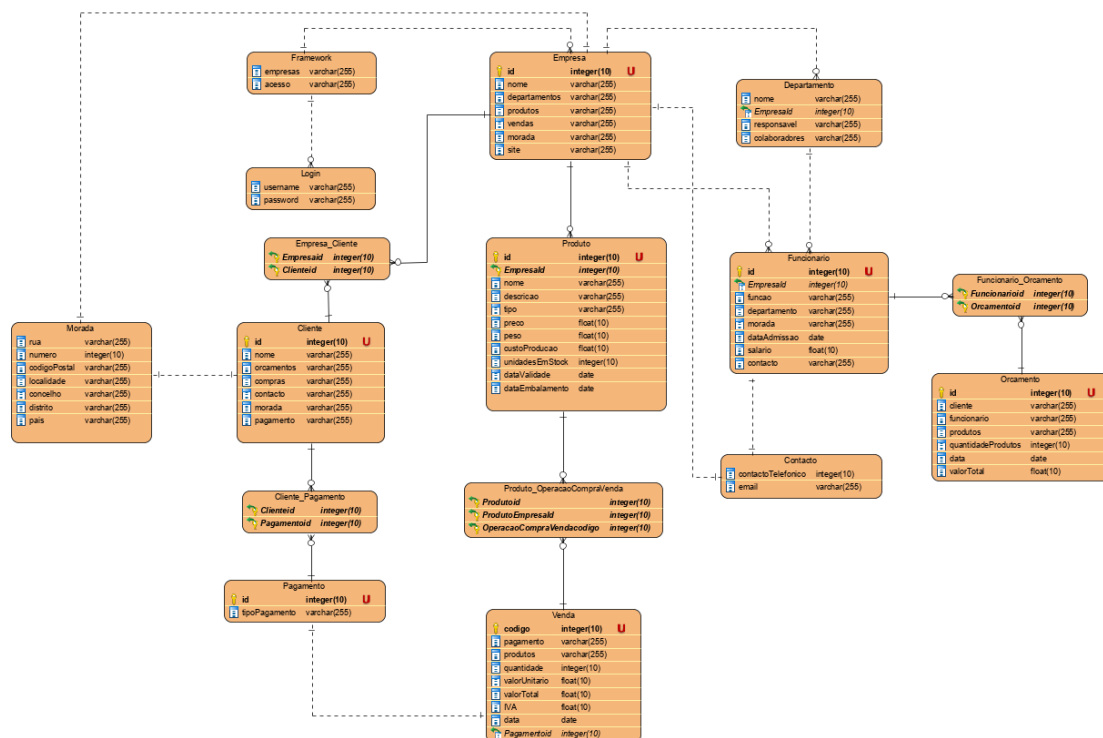 Framework
empresas varchar(255)
acesso varchar(255)
Empresa
id integer(10) U
nome varchar(255)
departamentos varchar(255)
produtos varchar(255)
vendas varchar(255)
morada varchar(255)
site varchar(255)
Departamento
nome varchar(255)
EmpresaId integer(10)
responsavel varchar(255)
colaboradores varchar(255)
Login
username varchar(255)
password varchar(255)
Empresa_Cliente
Empresaid integer(10)
Clienteid integer(10)
Produto
id integer(10) U
EmpresaId integer(10)
nome varchar(255)
descricao varchar(255)
tipo varchar(255)
preco float(10)
peso float(10)
custoProducao float(10)
unidadesEmStock integer(10)
dataValidade date
dataEmbalamento date
Funcionario
id integer(10) U
EmpresaId integer(10)
funcao varchar(255)
departamento varchar(255)
morada varchar(255)
dataAdmissao date
salario float(10)
contacto varchar(255)
Funcionario_Orcamento
Funcionarioid integer(10)
Orcamentoid integer(10)
Morada
rua varchar(255)
numero integer(10)
codigoPostal varchar(255)
localidade varchar(255)
concelho varchar(255)
distrito varchar(255)
pais varchar(255)
Cliente
id integer(10) U
nome varchar(255)
orcamentos varchar(255)
compras varchar(255)
contacto varchar(255)
morada varchar(255)
pagamento varchar(255)
Orcamento
id integer(10) U
cliente varchar(255)
funcionario varchar(255)
produtos varchar(255)
quantidadeProdutos integer(10)
data date
valorTotal float(10)
Contacto
contactoTelefonico integer(10)
email varchar(255)
Cliente_Pagamento
Clienteid integer(10)
Pagamentoid integer(10)
Produto_OperacaoCompraVenda
Produtoid integer(10)
ProdutoEmpresaId integer(10)
OperacaoCompraVendacodigo integer(10)
Pagamento
id integer(10) U
tipoPagamento varchar(255)
Venda
codigo integer(10) U
pagamento varchar(255)
produtos varchar(255)
quantidade integer(10)
valorUnitario float(10)
valorTotal float(10)
IVA float(10)
data date
Pagamentoid integer(10)